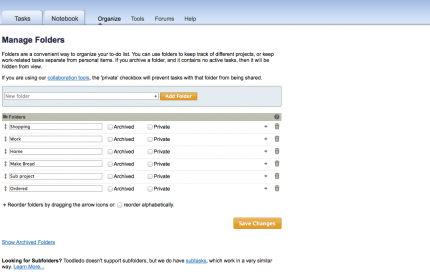 Tasks Notebook Organize Tools Forums Help
Manage Folders
Folders are a convenient way to organize your to-do list. You can use folders to keep track of different projects, or keep
work-related tasks separate from personal items. If you archive a folder, and it contains no active tasks, then it will be
hidden from view.
If you are using our collaboration tools, the 'private' checkbox will prevent tasks with that folder from being shared.
New folder Add Folder
Folders
Shopping Archived Private
Work Archived Private
Home Archived Private
Make Bread Archived Private
Sub project Archived Private
Ordered Archived Private
+ Reorder folders by dragging the arrow icons or. reorder alphabetically.
Save Changes
Show Archived Folders
Looking for Subfolders? Toodledo doesn't support subfolders, but we do have subtasks, which work in a very similar
way. Learn More...